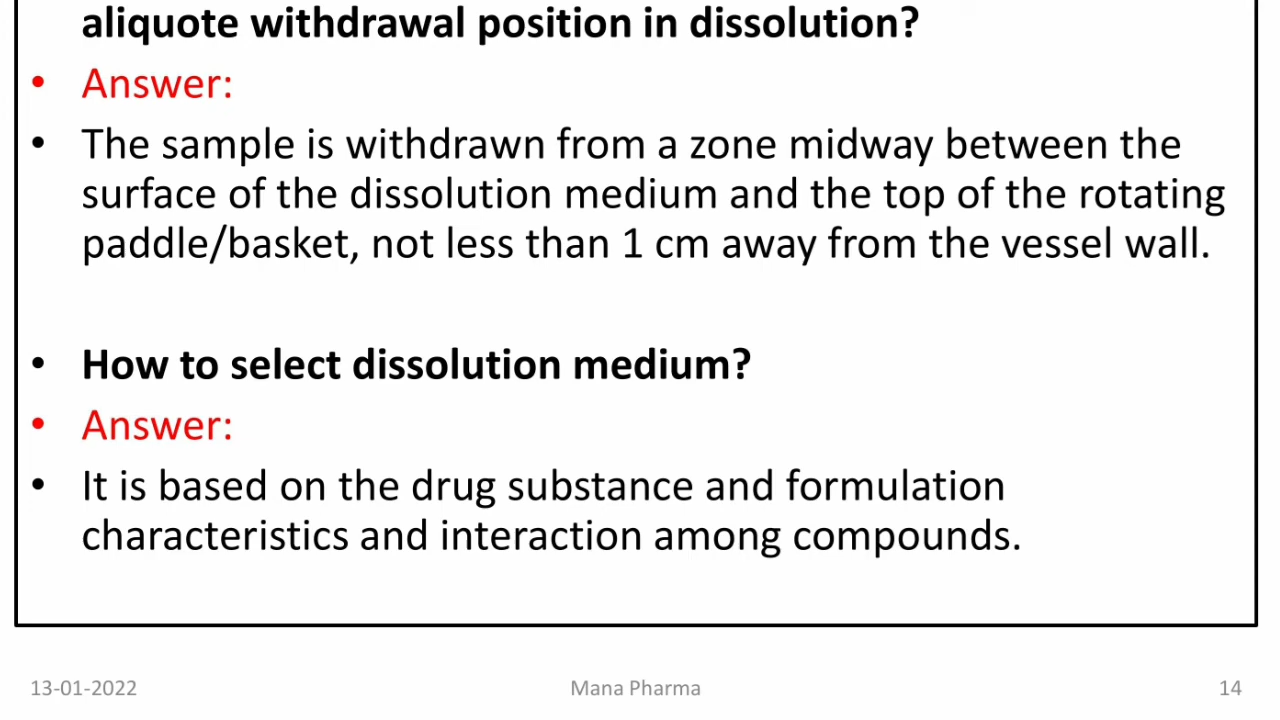 aliquote withdrawal position in dissolution?
• Answer:
• The sample is withdrawn from a zone midway between the
surface of the dissolution medium and the top of the rotating
paddle/basket, not less than 1 cm away from the vessel wall.
• How to select dissolution medium?
• Answer:
• It is based on the drug substance and formulation
characteristics and interaction among compounds.
13-01-2022 Mana Pharma 14